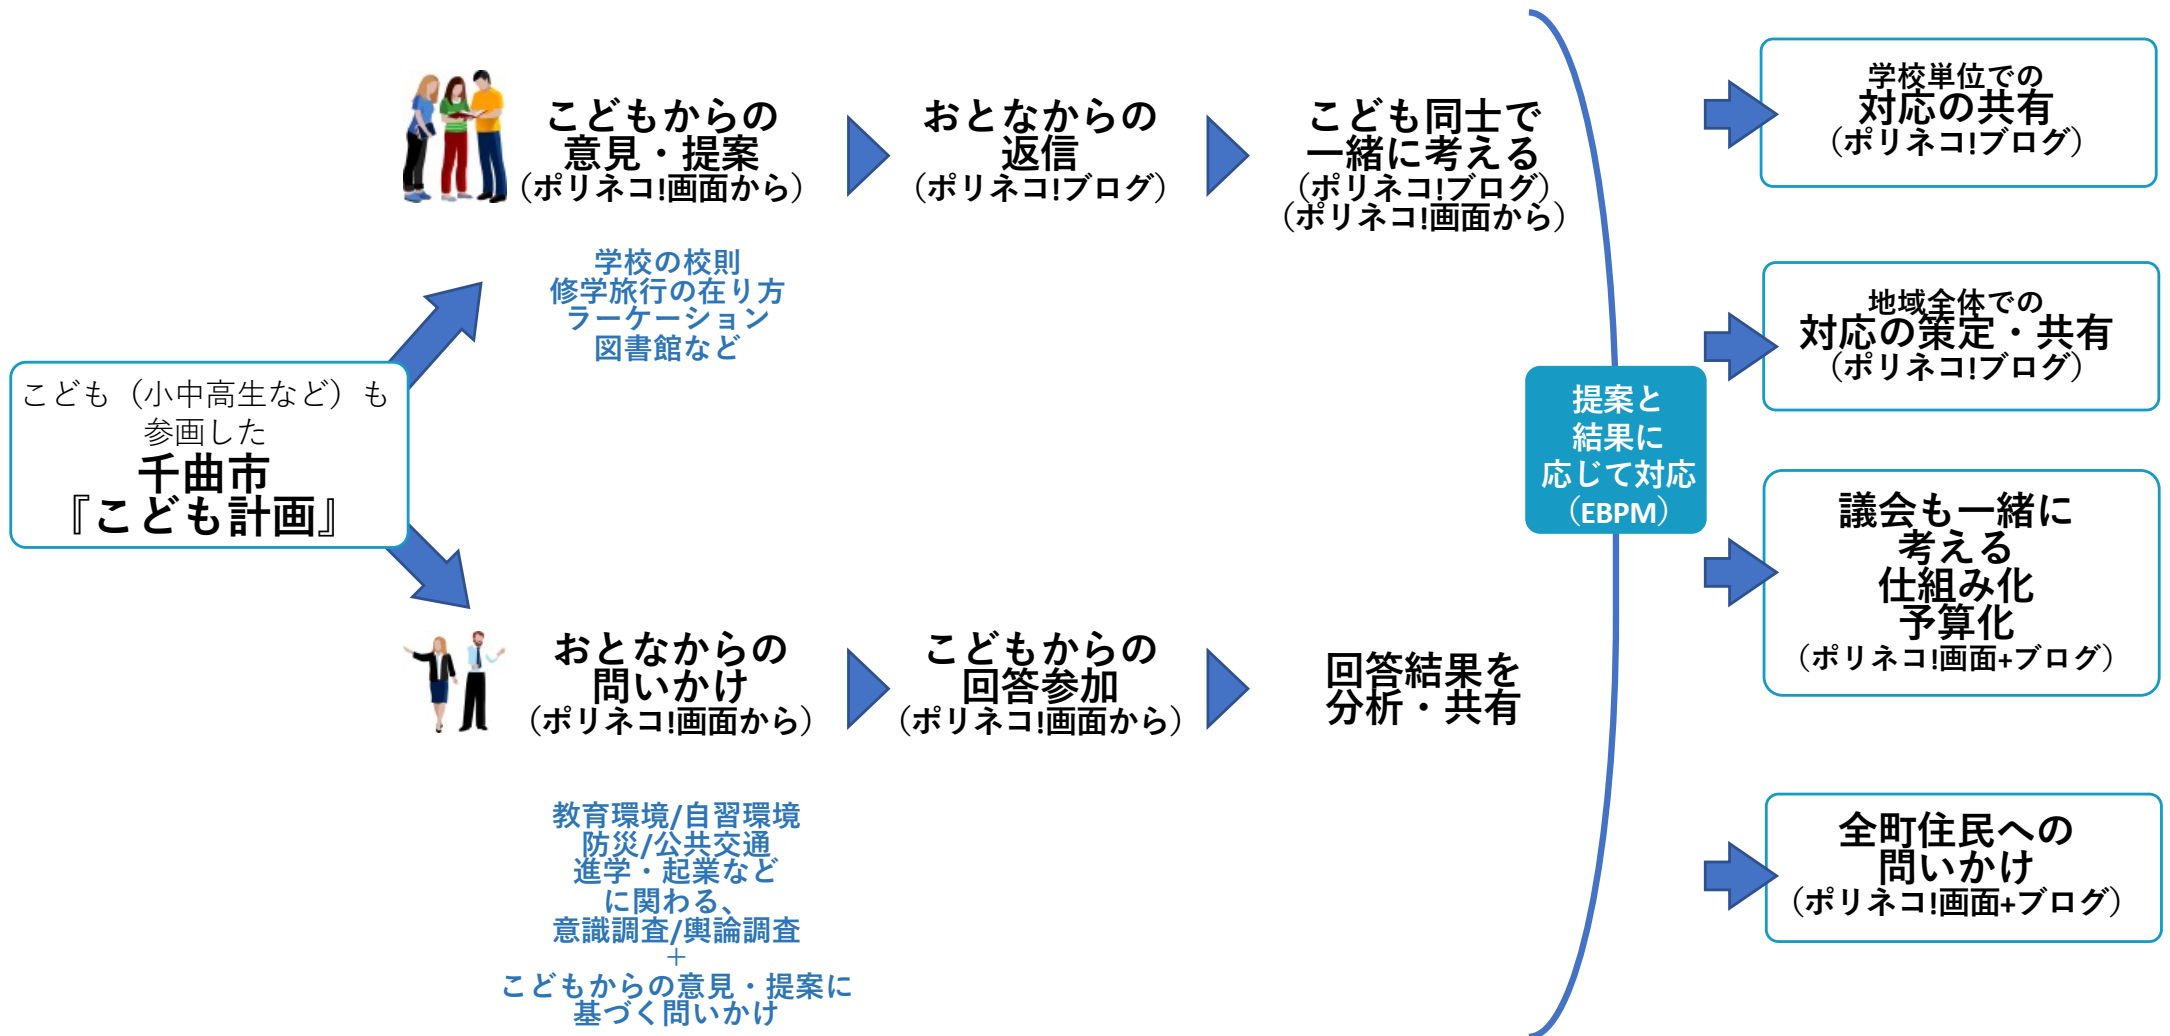 こども（小中高生など）も
参画した
千曲市
『こども計画』
こどもからの
意見・提案
（ポリネコ!画面から）
学校の校則
修学旅行の在り方
ラーケーション
図書館など
おとなからの
返信
（ポリネコ!ブログ）
こども同士で
一緒に考える
（ポリネコ!ブログ）
（ポリネコ!画面から）
おとなからの
問いかけ
（ポリネコ!画面から）
教育環境/自習環境
防災/公共交通
進学・起業など
に関わる、
意識調査/輿論調査
＋
こどもからの意見・提案に
基づく問いかけ
こどもからの
回答参加
（ポリネコ!画面から）
回答結果を
分析・共有
提案と
結果に
応じて対応
（EBPM）
学校単位での
対応の共有
（ポリネコ!ブログ）
地域全体での
対応の策定・共有
（ポリネコ!ブログ）
議会も一緒に
考える
仕組み化
予算化
（ポリネコ!画面+ブログ）
全町住民への
問いかけ
（ポリネコ!画面+ブログ）